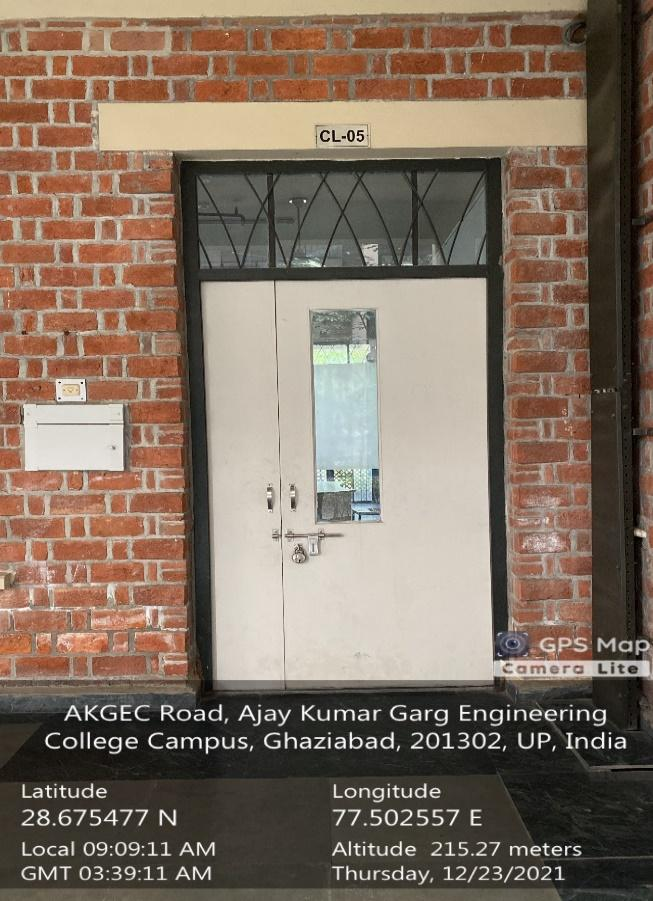 CL-05
GPS Map
Camera Lite
AKGEC Road, Ajay Kumar Garg Engineering
College Campus, Ghaziabad, 201302, UP, India
Latitude
28.675477 N
Longitude
77.502557 E
Local 09:09:11 AM
GMT 03:39:11 AM
Altitude 215.27 meters
Thursday, 12/23/2021